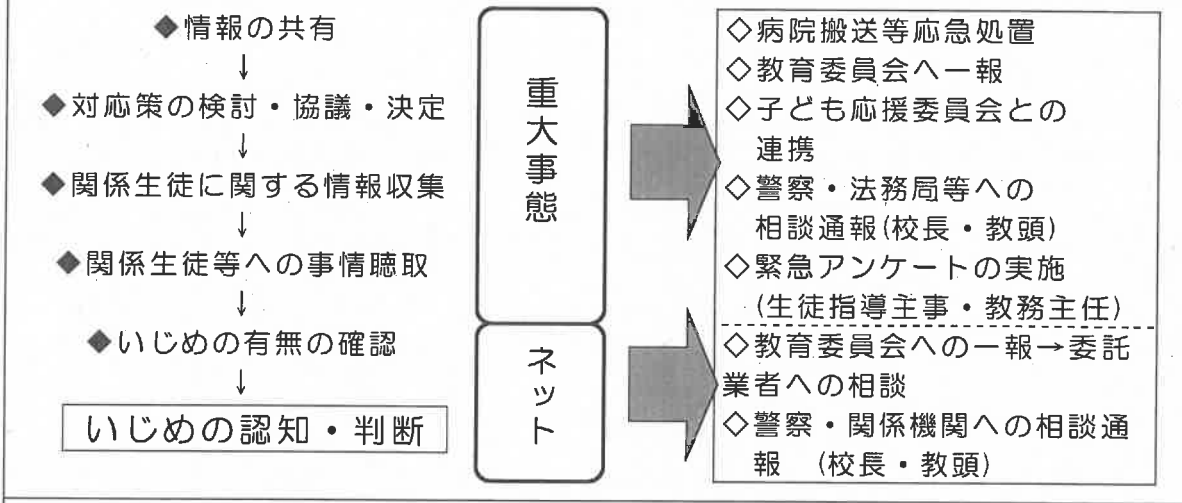 ◆情報の共有
↓
◆対応策の検討・協議・決定
↓
◆関係生徒に関する情報収集
↓
◆関係生徒等への事情聴取
↓
◆いじめの有無の確認
↓
いじめの認知・判断
重大事態
ネット
◇病院搬送等応急処置
◇教育委員会へ一報
◇子ども応援委員会との
連携
◇警察・法務局等への
相談通報(校長・教頭)
◇緊急アンケートの実施
(生徒指導主事・教務主任)
◇教育委員会への一報→委託
業者への相談
◇警察・関係機関への相談通
報 (校長・教頭)